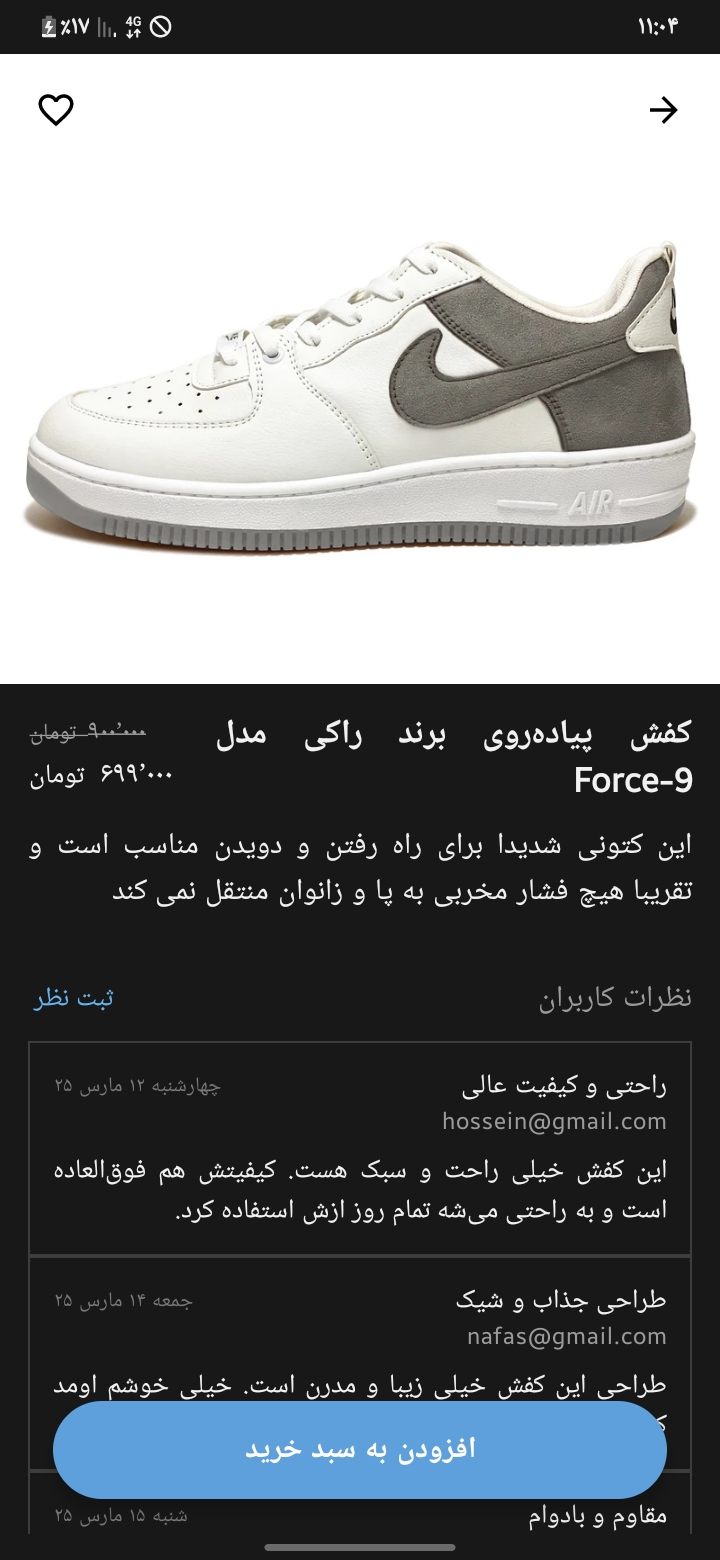 ۱۱:۰۴
4G
٪۱۷
AIR
کفش پیاده‌روی برند راکی مدل
Force-9
۹۰۰٬۰۰۰ تومان
۶۹۹٬۰۰۰ تومان
این کتونی شدیدا برای راه رفتن و دویدن مناسب است و
تقریبا هیچ فشار مخربی به پا و زانوان منتقل نمی کند
نظرات کاربران
ثبت نظر
راحتی و کیفیت عالی
چهارشنبه ۱۲ مارس ۲۵
hossein@gmail.com
این کفش خیلی راحت و سبک هست. کیفیتش هم فوق‌العاده
است و به راحتی می‌شه تمام روز ازش استفاده کرد.
طراحی جذاب و شیک
جمعه ۱۴ مارس ۲۵
nafas@gmail.com
طراحی این کفش خیلی زیبا و مدرن است. خیلی خوشم اومد
افزودن به سبد خرید
مقاوم و بادوام
شنبه ۱۵ مارس ۲۵